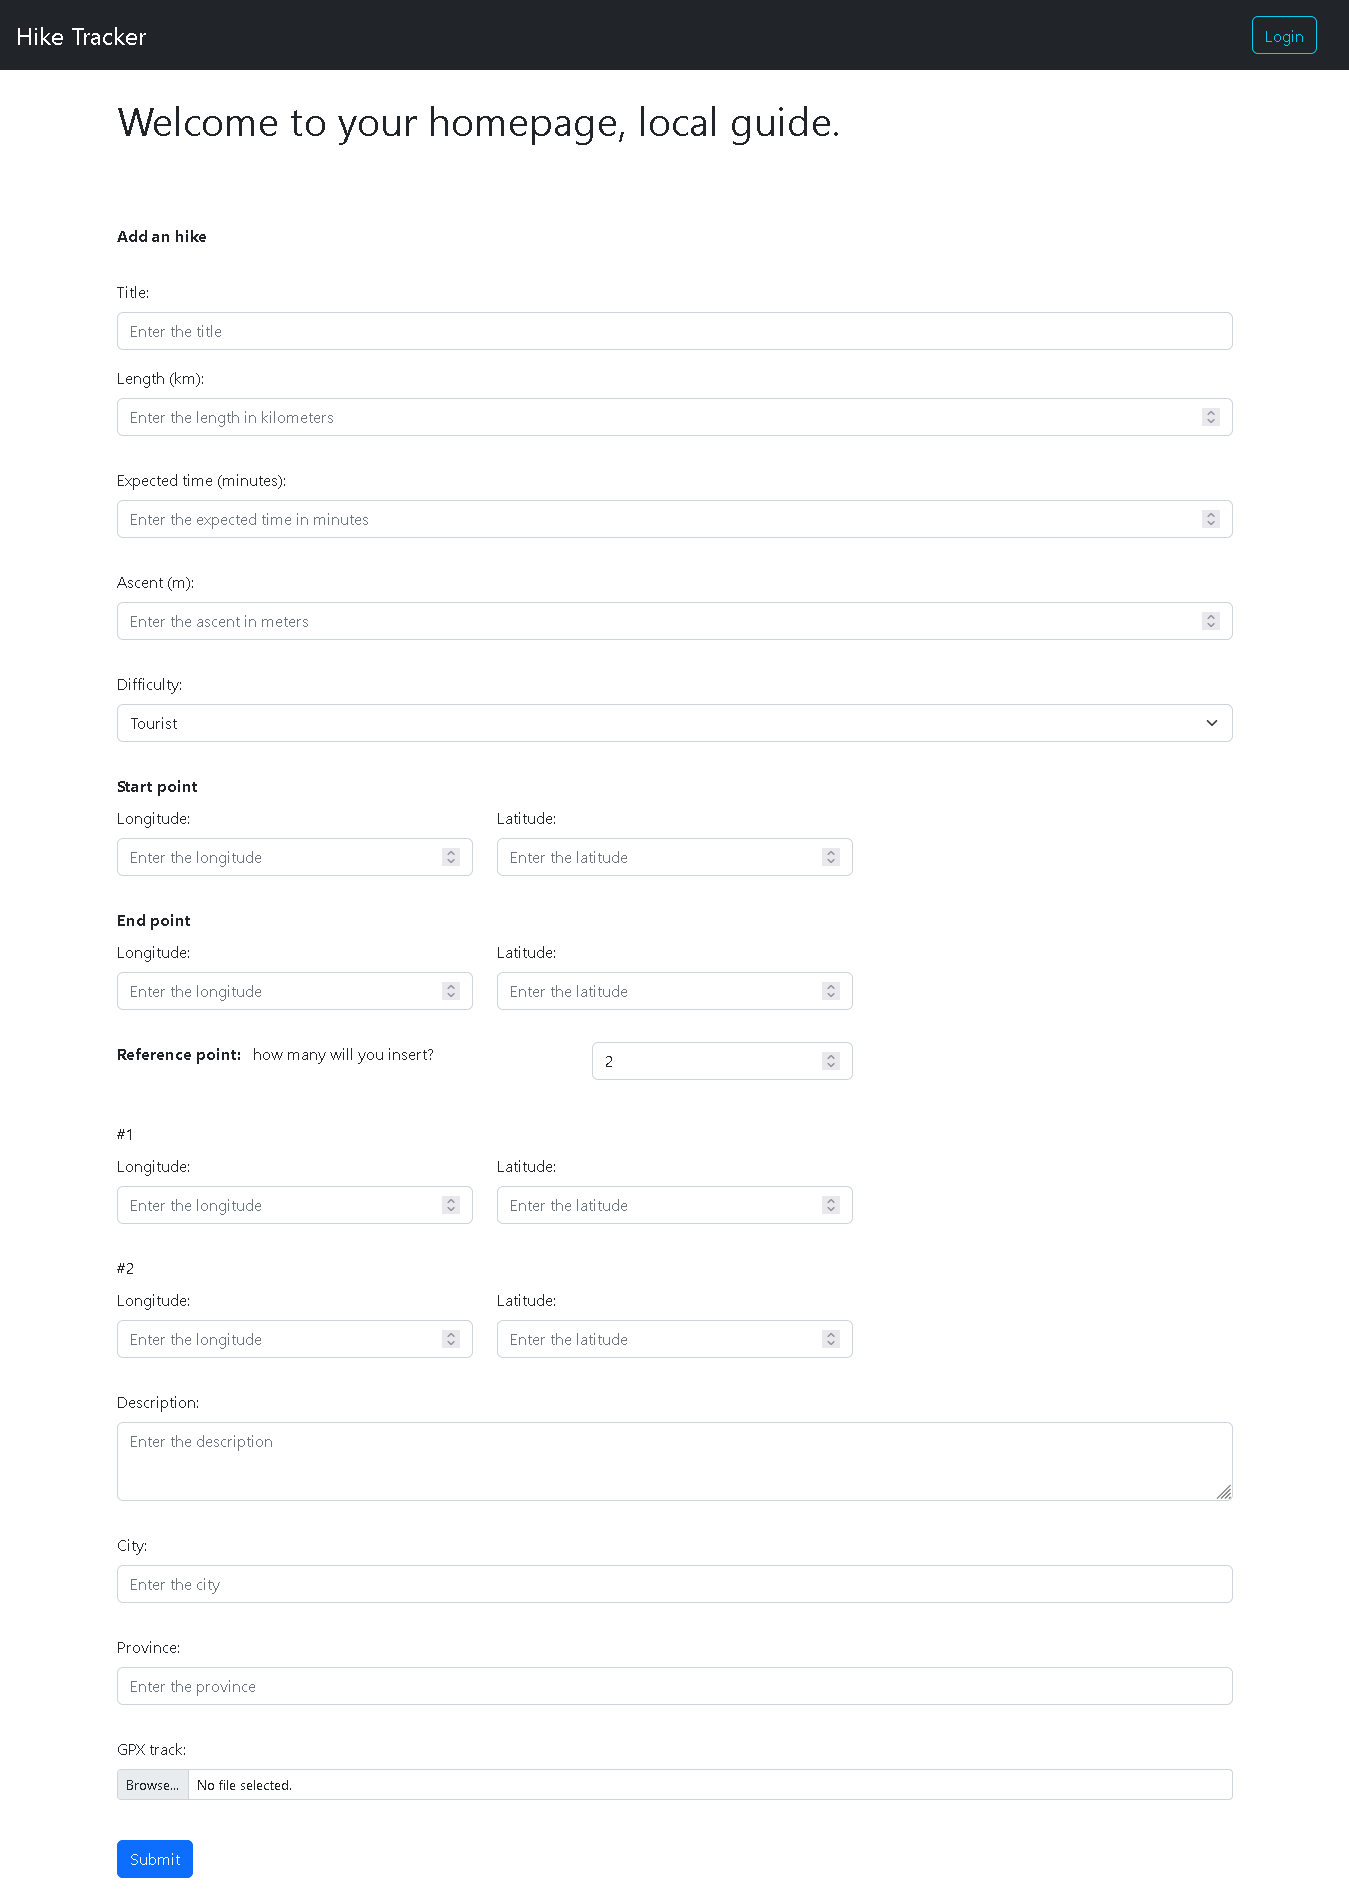 Hike Tracker
Login
Welcome to your homepage, local guide.
Add an hike
Title:
Enter the title
Length (km):
Enter the length in kilometers
Expected time (minutes):
Enter the expected time in minutes
Ascent (m):
Enter the ascent in meters
Difficulty:
Tourist
Start point
Longitude: Latitude:
Enter the longitude Enter the latitude
End point
Longitude: Latitude:
Enter the longitude Enter the latitude
Reference point: how many will you insert? 2
#1
Longitude: Latitude:
Enter the longitude Enter the latitude
#2
Longitude: Latitude:
Enter the longitude Enter the latitude
Description:
Enter the description
City:
Enter the city
Province:
Enter the province
GPX track:
Browse... No file selected.
Submit